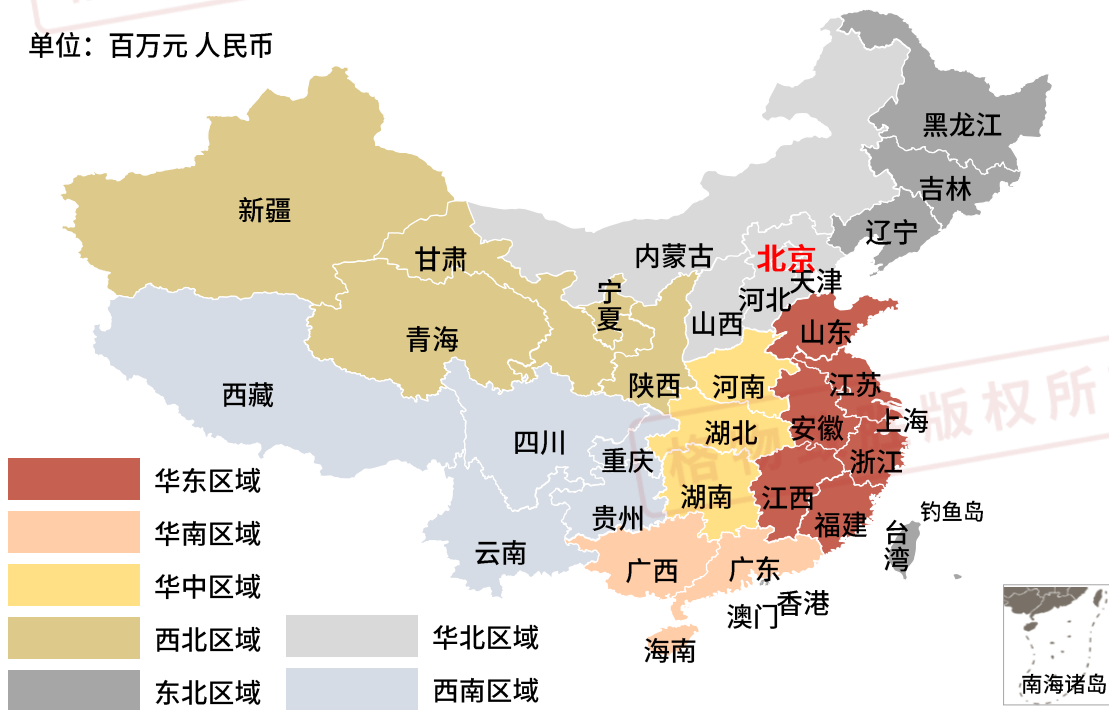 单位：百万元 人民币
黑龙江
吉林
辽宁
新疆
内蒙古
北京
甘肃
天津
宁夏
河北
山西
山东
青海
陕西
河南
江苏
西藏
上海
湖北
安徽
四川
重庆
浙江
湖南
江西
贵州
福建
钓鱼岛
台湾
云南
广西
广东
香港
澳门
海南
南海诸岛
华东区域
华南区域
华中区域
西北区域
华北区域
东北区域
西南区域
版权所